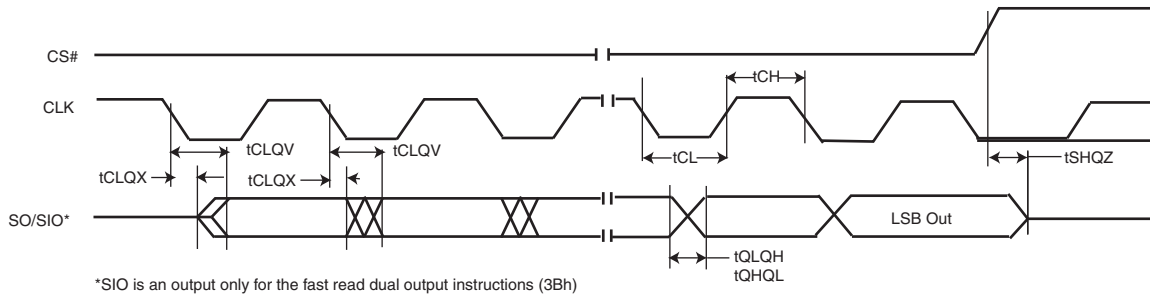 CS#
tCH
CLK
tCLQV
tCLQV
tCL
tSHQZ
tCLQX
tCLQX
SO/SIO*
LSB Out
tQLQH
tQHQL
*SIO is an output only for the fast read dual output instructions (3Bh)